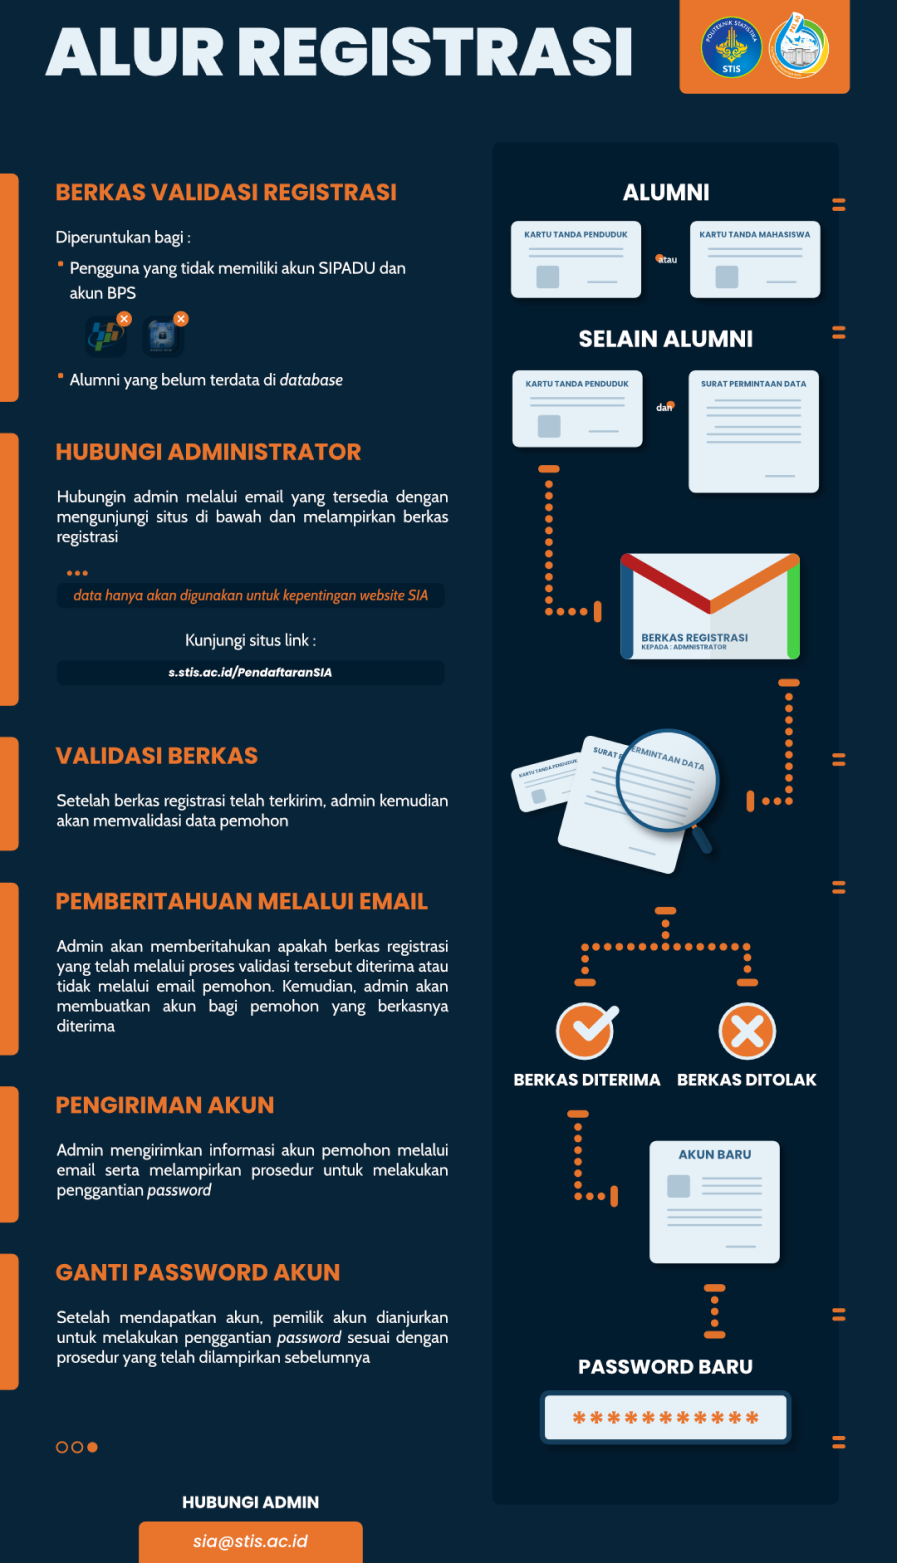 ALUR REGISTRASI
POLITEKNIK STATISTIKA
STIS
BERKAS VALIDASI REGISTRASI
Diperuntukan bagi :
Pengguna yang tidak memiliki akun SIPADU dan
akun BPS
Alumni yang belum terdata di database
HUBUNGI ADMINISTRATOR
Hubungin admin melalui email yang tersedia dengan
mengunjungi situs di bawah dan melampirkan berkas
registrasi
data hanya akan digunakan untuk kepentingan website SIA
Kunjungi situs link :
s.stis.ac.id/PendaftaranSIA
VALIDASI BERKAS
Setelah berkas registrasi telah terkirim, admin kemudian
akan memvalidasi data pemohon
PEMBERITAHUAN MELALUI EMAIL
Admin akan memberitahukan apakah berkas registrasi
yang telah melalui proses validasi tersebut diterima atau
tidak melalui email pemohon. Kemudian, admin akan
membuatkan akun bagi pemohon yang berkasnya
diterima
PENGIRIMAN AKUN
Admin mengirimkan informasi akun pemohon melalui
email serta melampirkan prosedur untuk melakukan
penggantian password
GANTI PASSWORD AKUN
Setelah mendapatkan akun, pemilik akun dianjurkan
untuk melakukan penggantian password sesuai dengan
prosedur yang telah dilampirkan sebelumnya
HUBUNGI ADMIN
sia@stis.ac.id
ALUMNI
KARTU TANDA PENDUDUK
atau
KARTU TANDA MAHASISWA
SELAIN ALUMNI
KARTU TANDA PENDUDUK
dan
SURAT PERMINTAAN DATA
BERKAS REGISTRASI
KEPADA : ADMNISTRATOR
KARTU TANDA PENDUDUK
SURAT PERMINTAAN DATA
BERKAS DITERIMA
BERKAS DITOLAK
AKUN BARU
PASSWORD BARU
***********